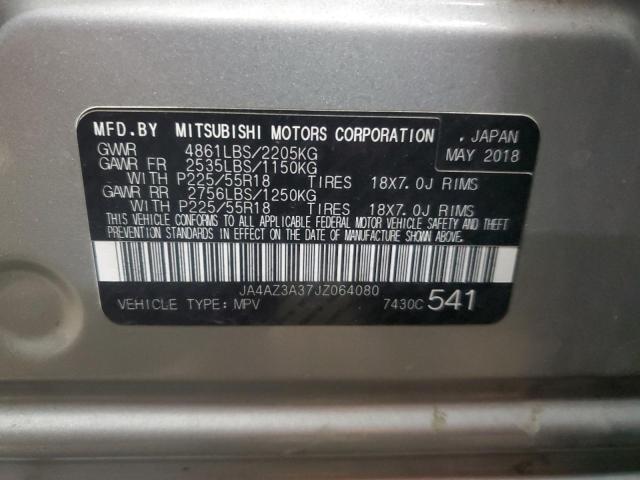 MFD.BY MITSUBISHI MOTORS CORPORATION , JAPAN
GVWR 4861LBS/2205KG MAY 2018
GAWR FR 2535LBS/1150KG
WITH P225/55R18 TIRES 18X7.0J RIMS
GAWR RR 2756LBS/1250KG
WITH P225/55R18 TIRES 18X7.0J RIMS
THIS VEHICLE CONFORMS TO ALL APPLICABLE FEDERAL MOTOR VEHICLE SAFETY AND THEFT
PREVENTION STANDARDS IN EFFECT ON THE DATE OF MANUFACTURE SHOWN ABOVE.
JA4AZ3A37JZ064080
VEHICLE TYPE: MPV 7430C 541